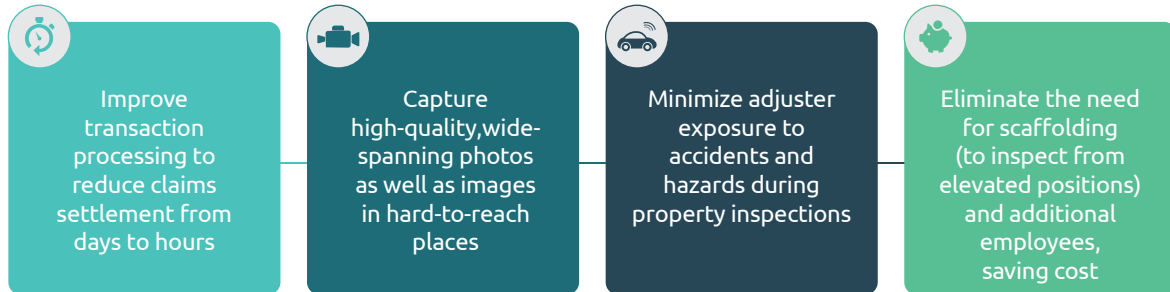 Improve
transaction
processing to
reduce claims
settlement from
days to hours
Capture
high-quality,wide-
spanning photos
as well as images
in hard-to-reach
places
Minimize adjuster
exposure to
accidents and
hazards during
property inspections
Eliminate the need
for scaffolding
(to inspect from
elevated positions)
and additional
employees,
saving cost